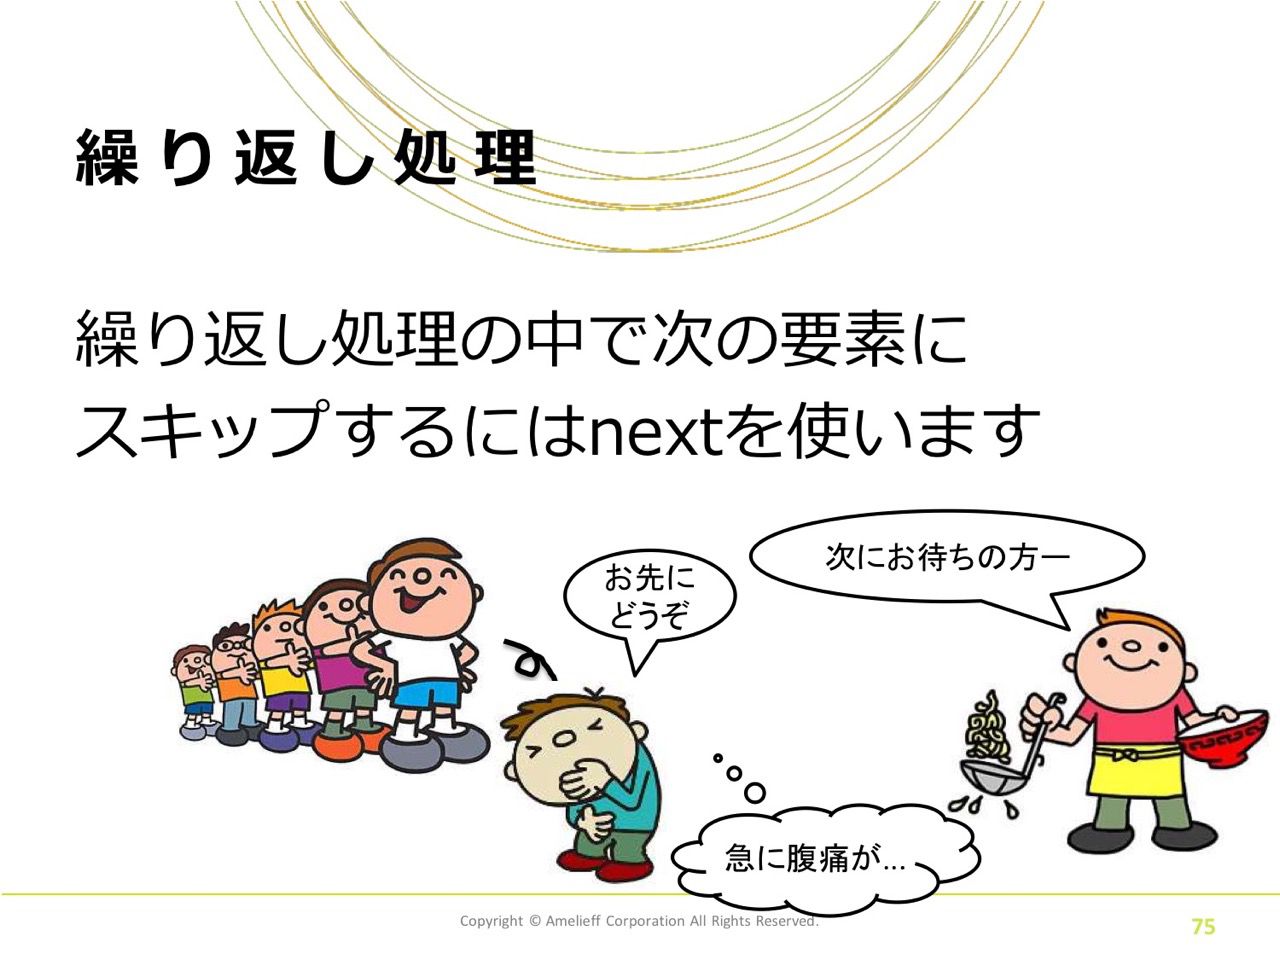 繰り返し処理
繰り返し処理の中で次の要素に
スキップするにはnextを使います
次にお待ちの方ー
お先に
どうぞ
急に腹痛が...
Copyright © Amelieff Corporation All Rights Reserved.
75